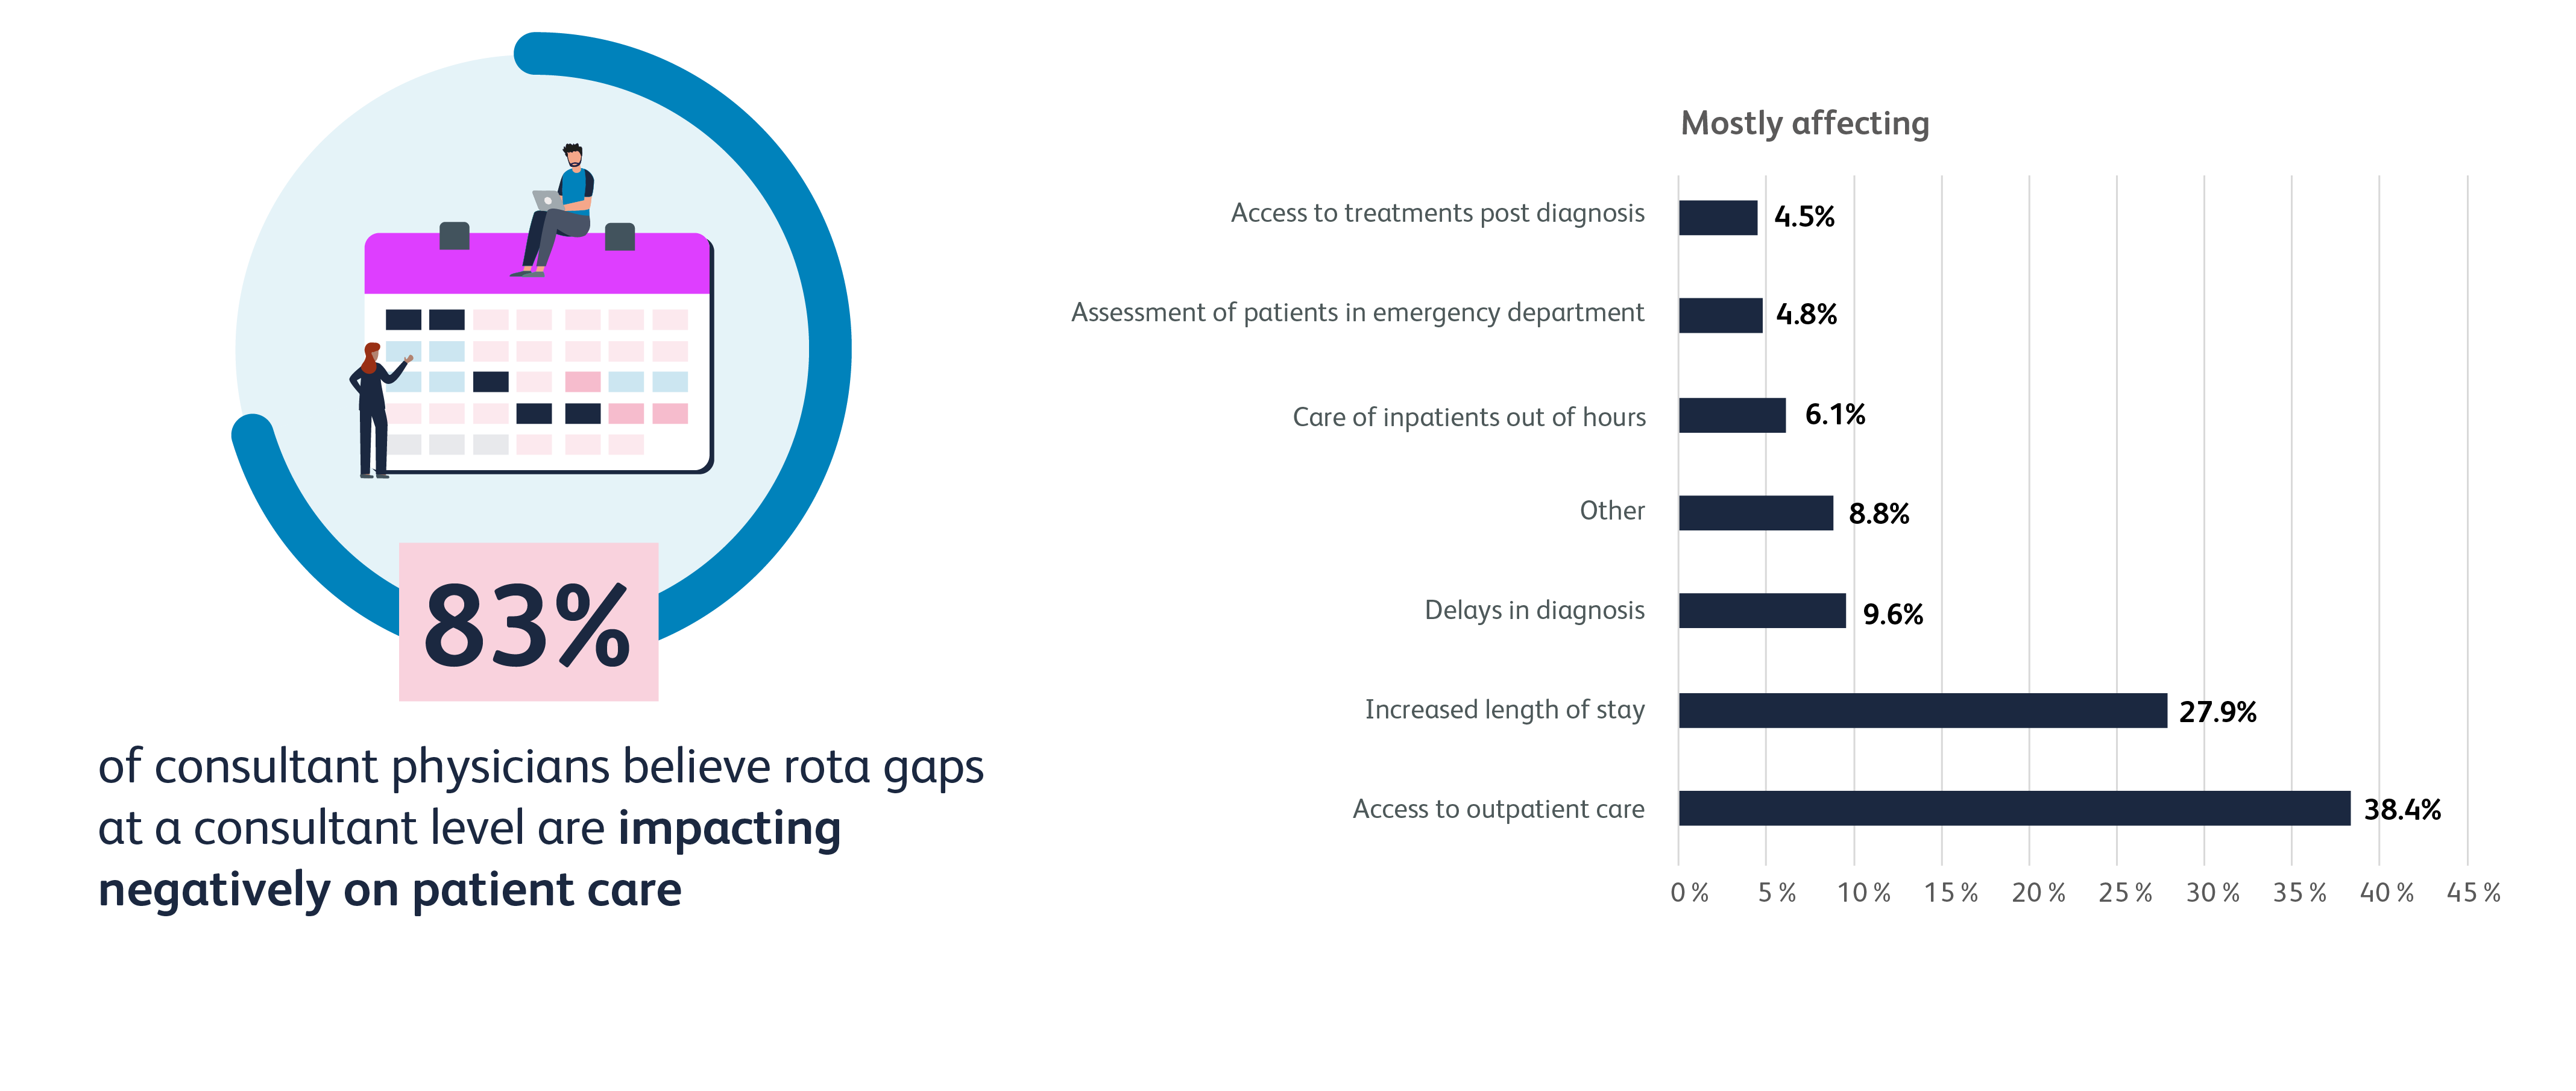 83%
of consultant physicians believe rota gaps
at a consultant level are impacting
negatively on patient care
Mostly affecting
Access to treatments post diagnosis 4.5%
Assessment of patients in emergency department 4.8%
Care of inpatients out of hours 6.1%
Other 8.8%
Delays in diagnosis 9.6%
Increased length of stay 27.9%
Access to outpatient care 38.4%
0% 5% 10% 15% 20% 25% 30% 35% 40% 45%